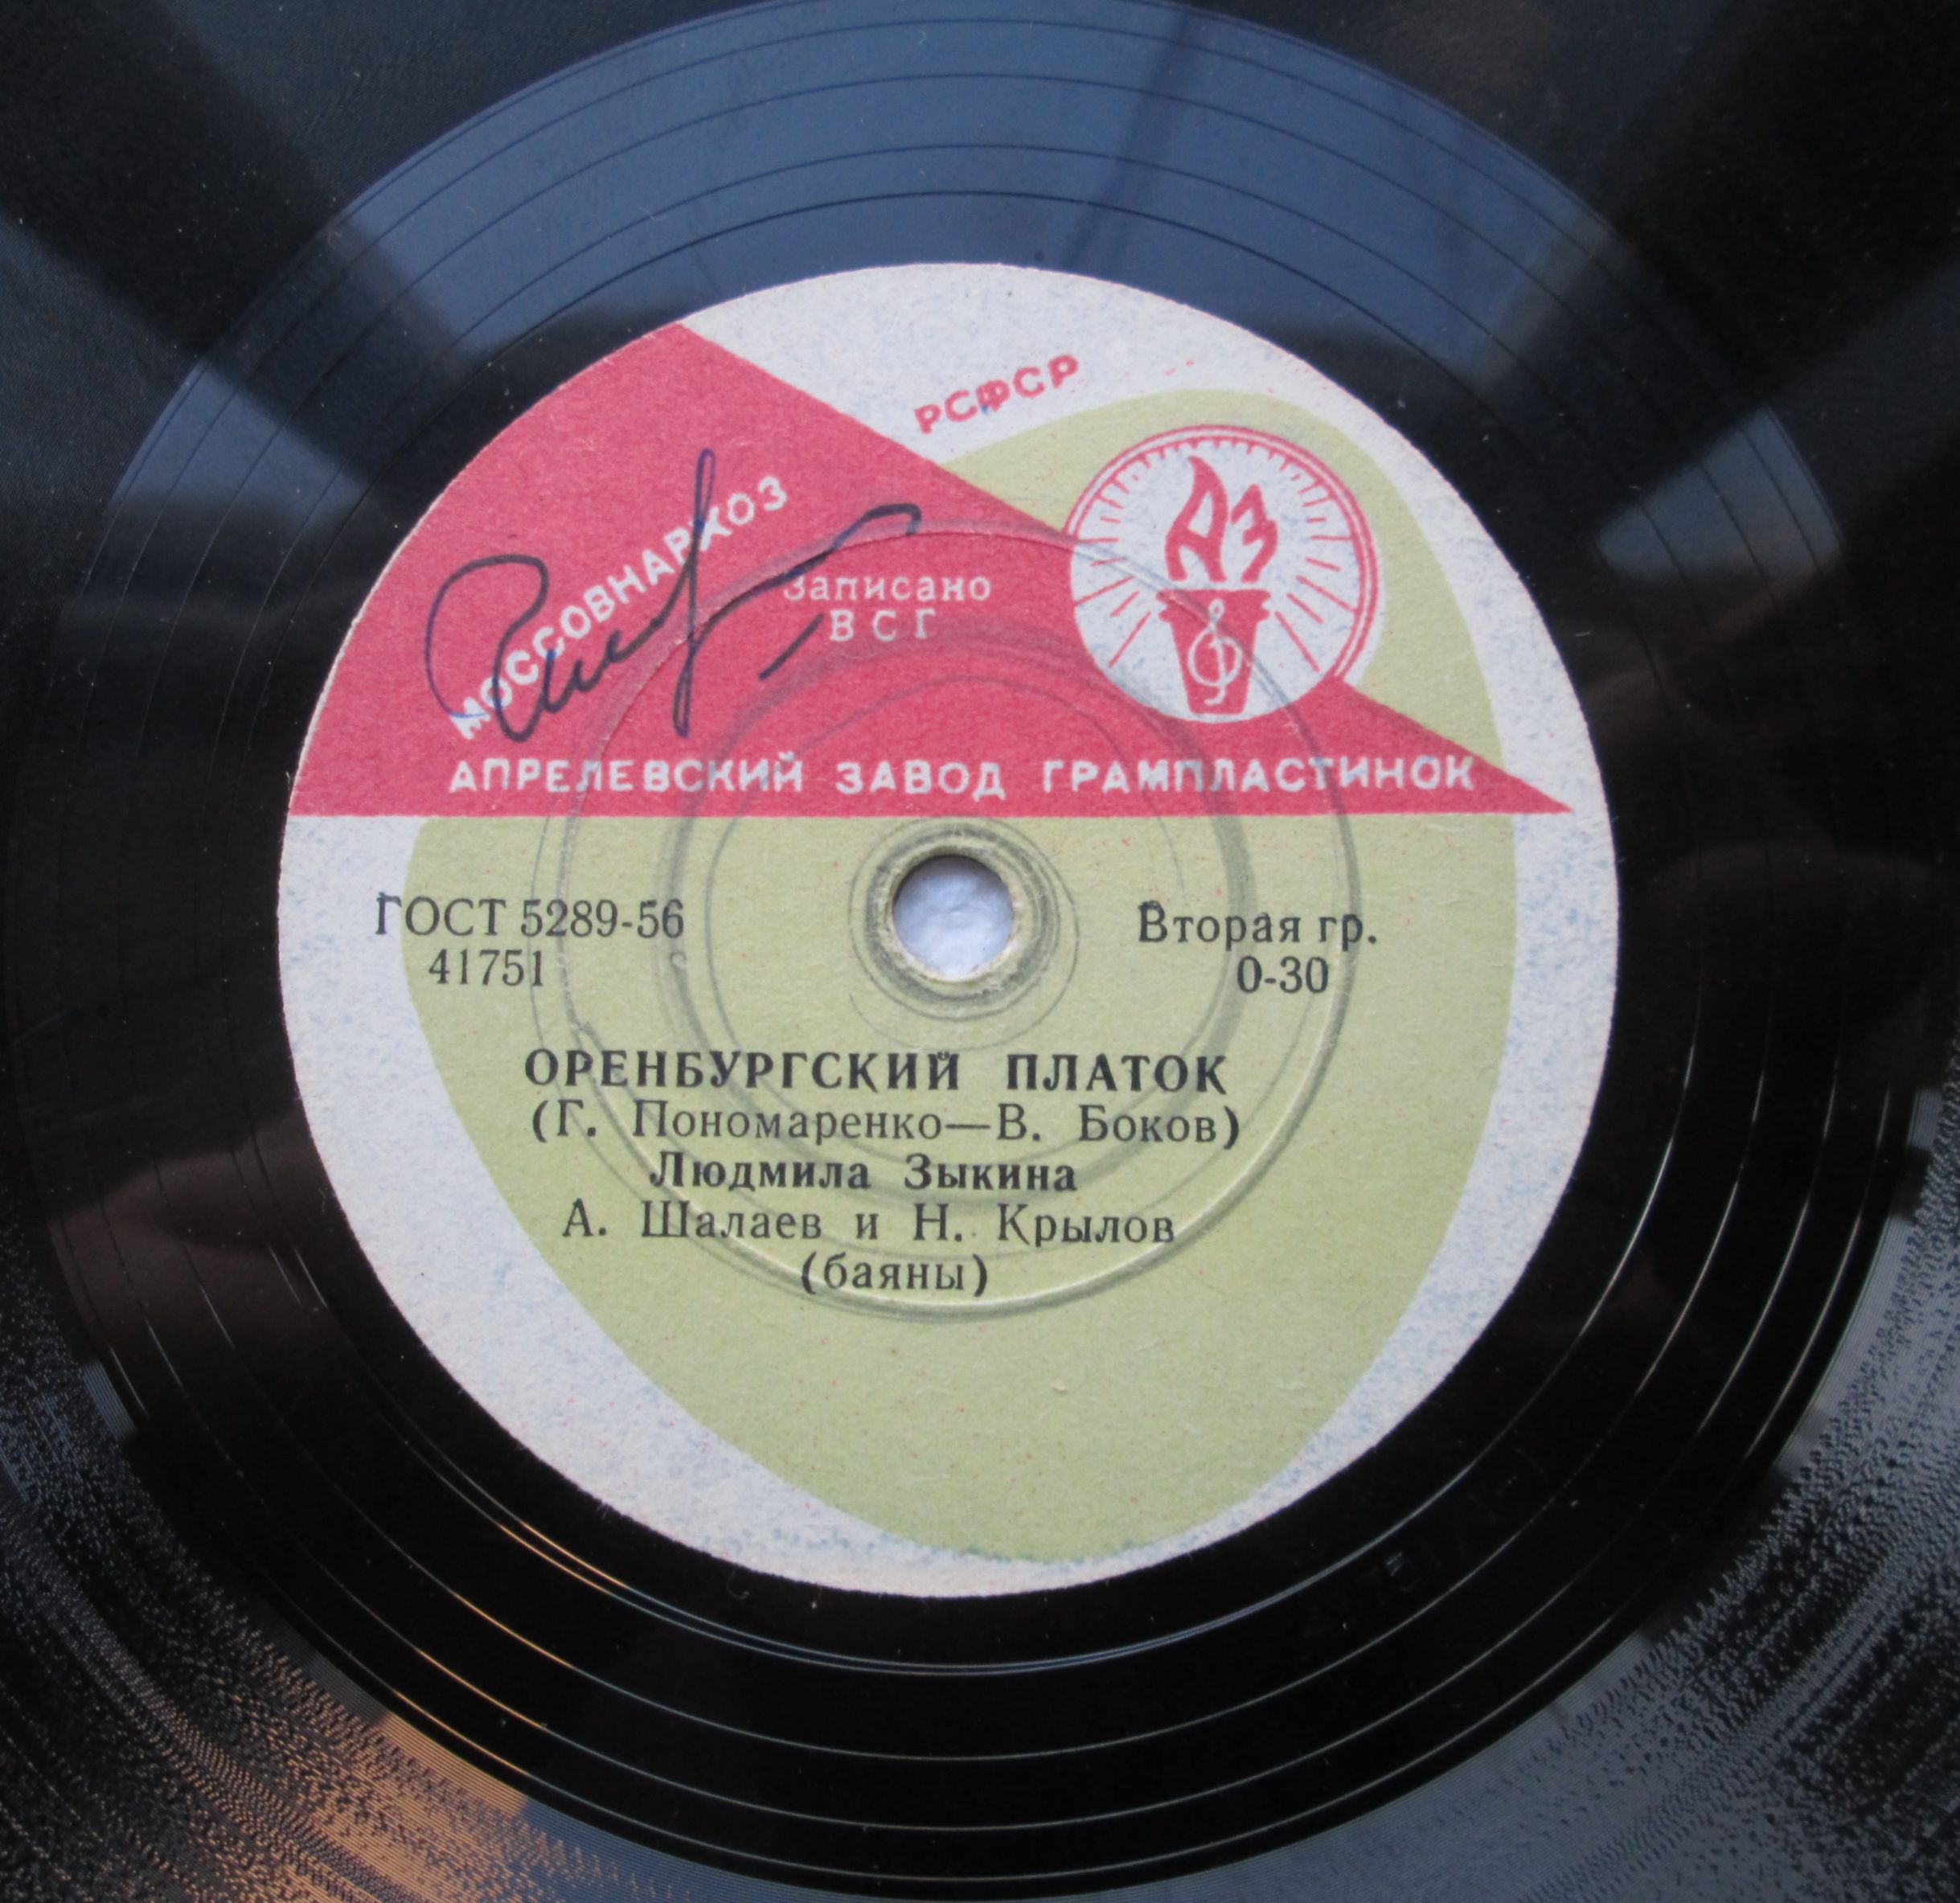 РСФСР
МОССОВНАРХОЗ
АЗ
Записано
ВСГ
АПРЕЛЕВСКИЙ ЗАВОД ГРАМПЛАСТИНОК
ГОСТ 5289-56
41751
Вторая гр.
0-30
ОРЕНБУРГСКИЙ ПЛАТОК
(Г. Пономаренко—В. Боков)
Людмила Зыкина
А. Шалаев и Н. Крылов
(баяны)